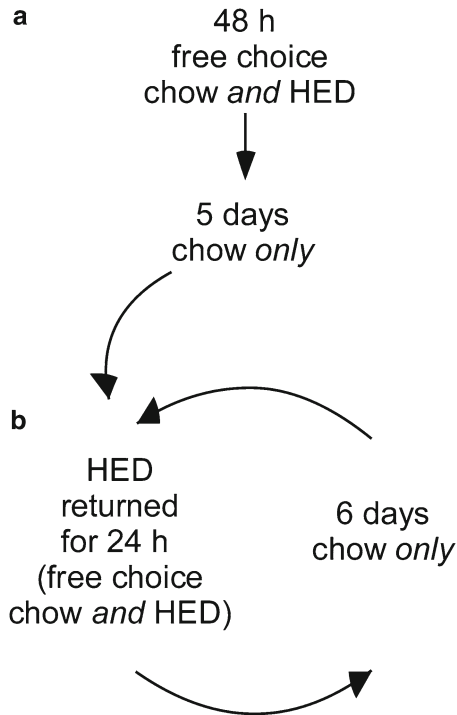 a
48 h
free choice
chow and HED
5 days
chow only
b
HED
returned
for 24 h
(free choice
chow and HED)
6 days
chow only